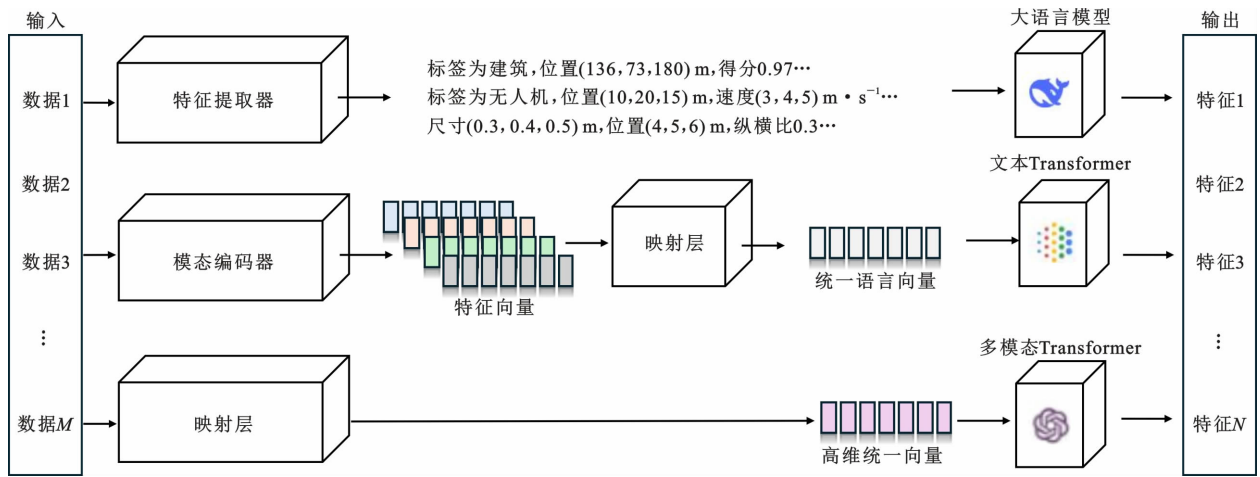 输入
大语言模型
输出
数据1
特征提取器
标签为建筑,位置(136,73,180) m,得分0.97…
标签为无人机,位置(10,20,15) m,速度(3,4,5) m·s⁻¹…
尺寸(0.3, 0.4, 0.5) m,位置(4,5,6) m,纵横比0.3…
特征1
文本Transformer
数据2
特征2
数据3
模态编码器
特征向量
映射层
统一语言向量
特征3
⋮
⋮
多模态Transformer
数据M
映射层
高维统一向量
特征N